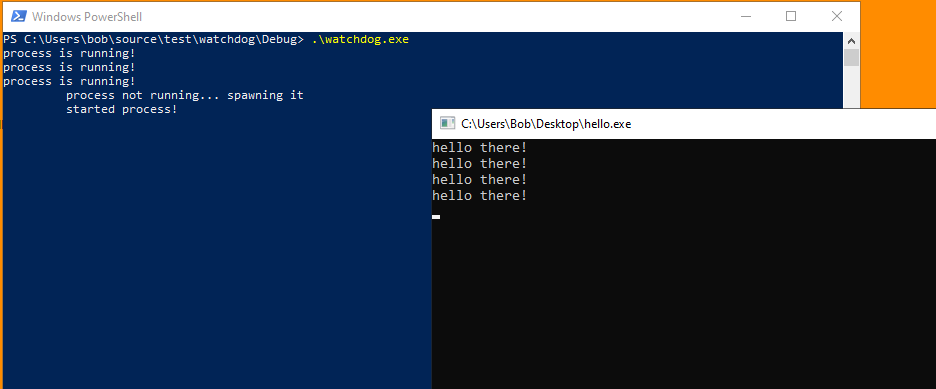 Windows PowerShell
PS C:\Users\bob\source\test\watchdog\Debug> .\watchdog.exe
process is running!
process is running!
process is running!
process not running... spawning it
started process!
C:\Users\Bob\Desktop\hello.exe
hello there!
hello there!
hello there!
hello there!